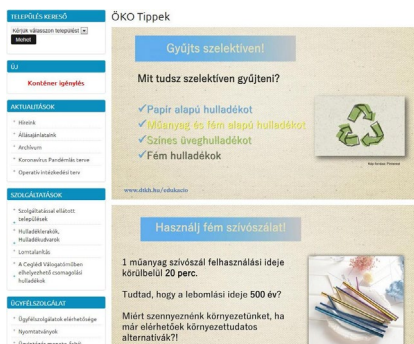 TELEPÜLÉS KERESŐ
Kérjük válasszon települést
Mehet
ÚJ
Konténer igénylés
AKTUALITÁSOK
Híreink
Állásajánlataink
Archívum
Koronavírus Pandémiás terve
Operatív intézkedési terv
SZOLGÁLTATÁSOK
Szolgáltatással ellátott
települések
Hulladéklerakók,
Hulladékudvarok
Lomtalanítás
A Ceglédi Válogatóműben
elhelyezhető csomagolási
hulladékok
ÜGYFÉLSZOLGÁLAT
Ügyfélszolgálatok elérhetősége
Nyomtatványok
ÖKO Tippek
Gyűjts szelektíven!
Mit tudsz szelektíven gyűjteni?
✓Papír alapú hulladékot
✓Műanyag és fém alapú hulladékot
✓Színes üveghulladékot
✓Fém hulladékok
www.dtkh.hu/edukacio
Használj fém szívószálat!
1 műanyag szívószál felhasználási ideje
körülbelül 20 perc.
Tudtad, hogy a lebomlási ideje 500 év?
Miért szennyeznénk környezetünket, ha
már elérhetőek környezettudatos
alternatívák?!